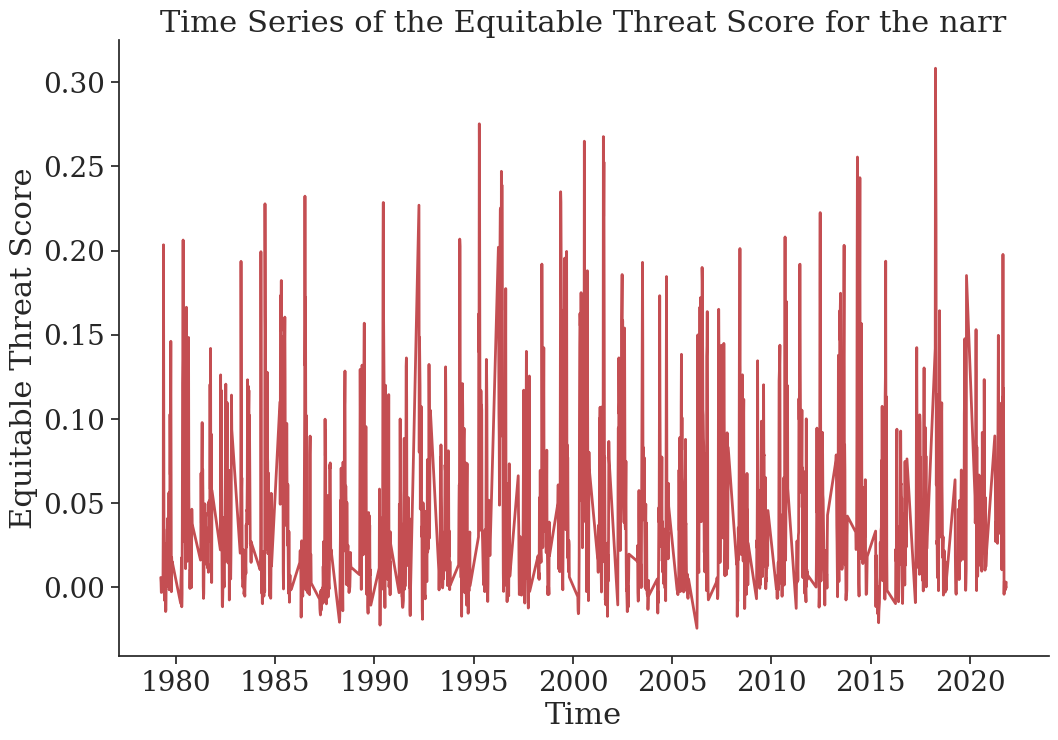 Time Series of the Equitable Threat Score for the narr
Equitable Threat Score
0.30
0.25
0.20
0.15
0.10
0.05
0.00
1980 1985 1990 1995 2000 2005 2010 2015 2020
Time